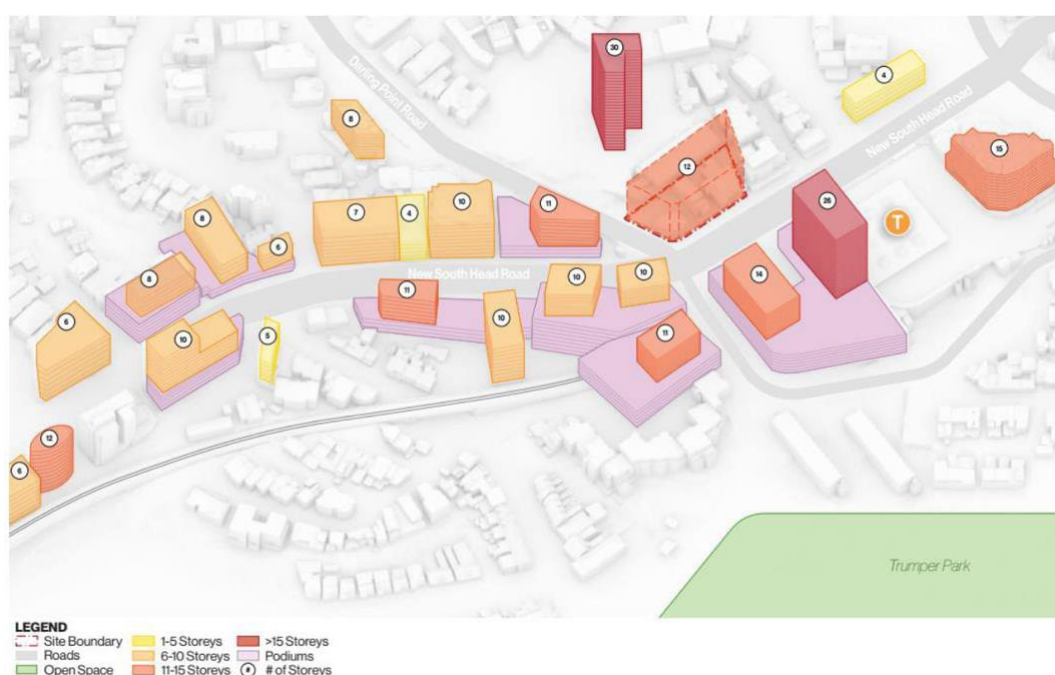 30
4
Darling Point Road
New South Head Road
6
15
12
8
7
4
10
11
26
T
6
8
New South Head Road
10
10
14
11
10
6
10
5
11
12
6
Trumper Park
LEGEND
Site Boundary
1-5 Storeys
>15 Storeys
Roads
6-10 Storeys
Podiums
Open Space
11-15 Storeys
# # of Storeys